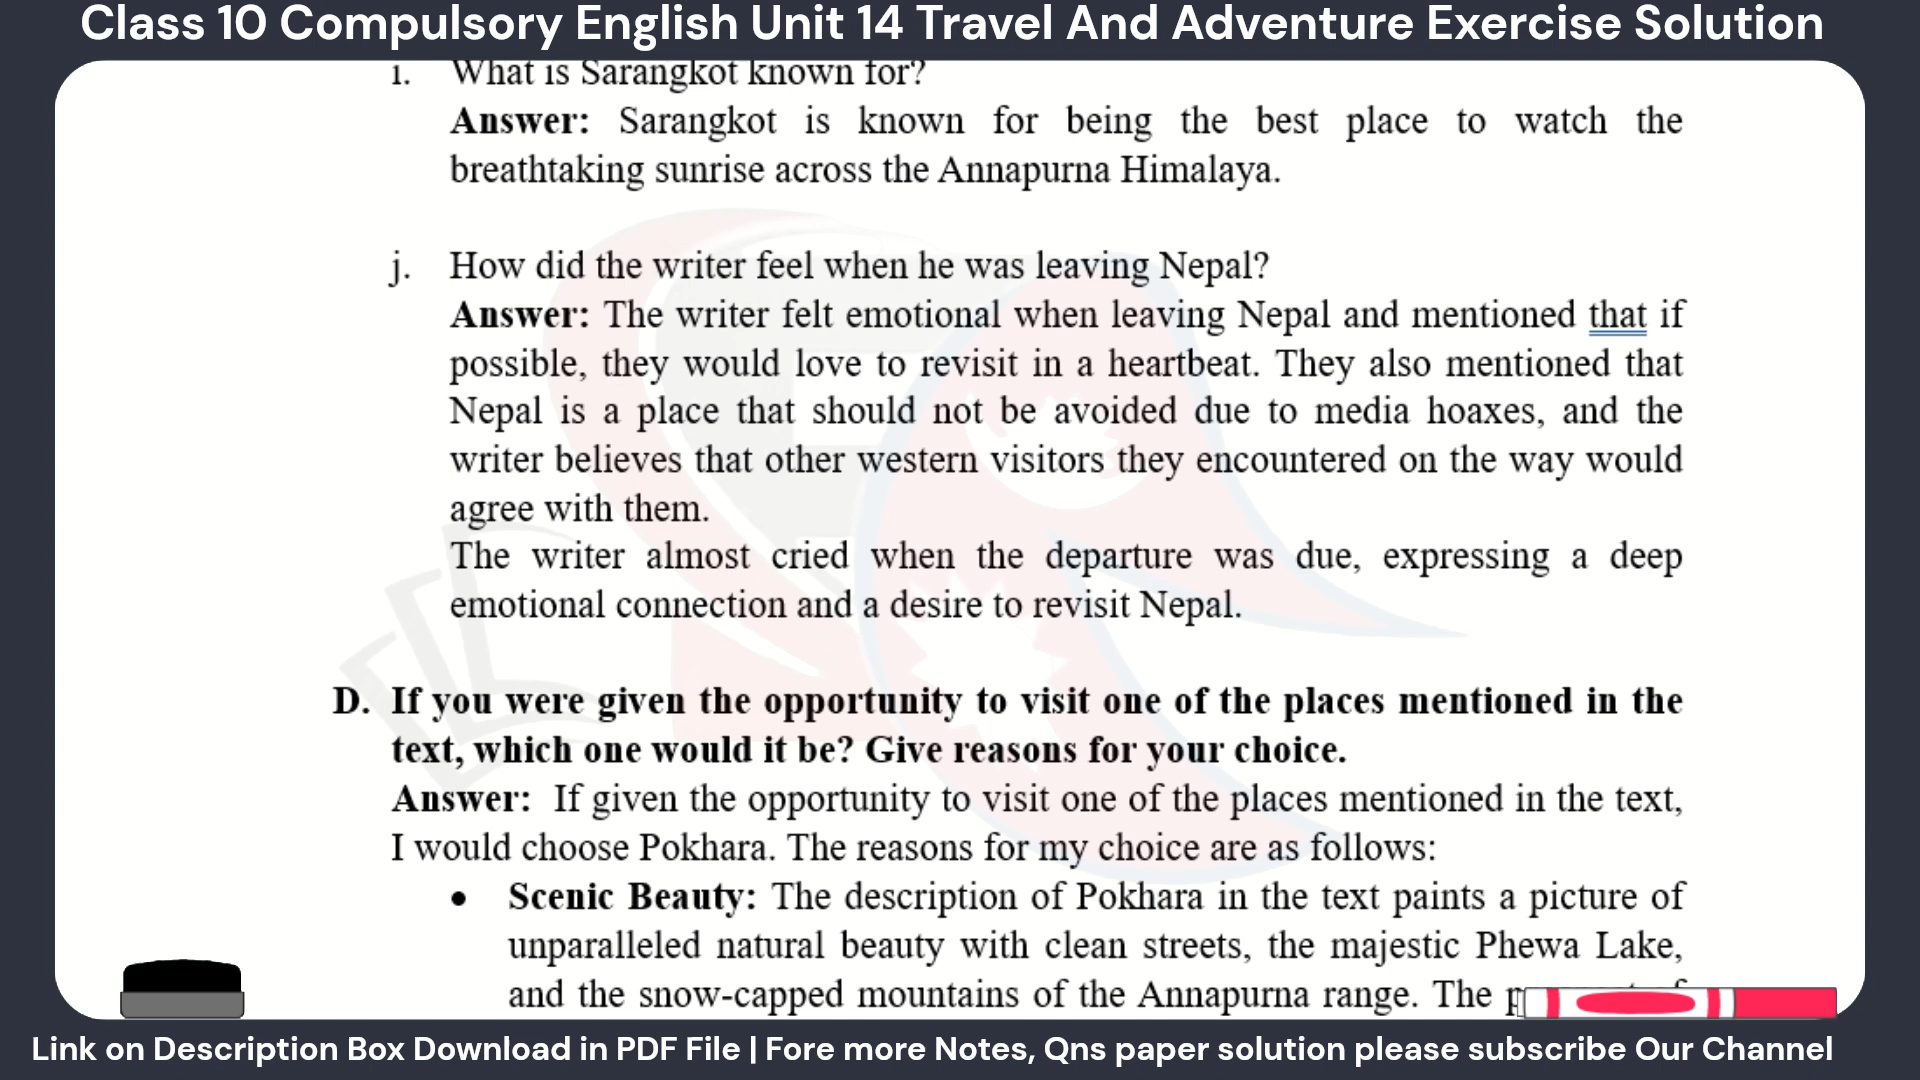 Class 10 Compulsory English Unit 14 Travel And Adventure Exercise Solution
i. What is Sarangkot known for?
Answer: Sarangkot is known for being the best place to watch the
breathtaking sunrise across the Annapurna Himalaya.
j. How did the writer feel when he was leaving Nepal?
Answer: The writer felt emotional when leaving Nepal and mentioned that if
possible, they would love to revisit in a heartbeat. They also mentioned that
Nepal is a place that should not be avoided due to media hoaxes, and the
writer believes that other western visitors they encountered on the way would
agree with them.
The writer almost cried when the departure was due, expressing a deep
emotional connection and a desire to revisit Nepal.
D. If you were given the opportunity to visit one of the places mentioned in the
text, which one would it be? Give reasons for your choice.
Answer: If given the opportunity to visit one of the places mentioned in the text,
I would choose Pokhara. The reasons for my choice are as follows:
• Scenic Beauty: The description of Pokhara in the text paints a picture of
unparalleled natural beauty with clean streets, the majestic Phewa Lake,
and the snow-capped mountains of the Annapurna range. The
Link on Description Box Download in PDF File | Fore more Notes, Qns paper solution please subscribe Our Channel